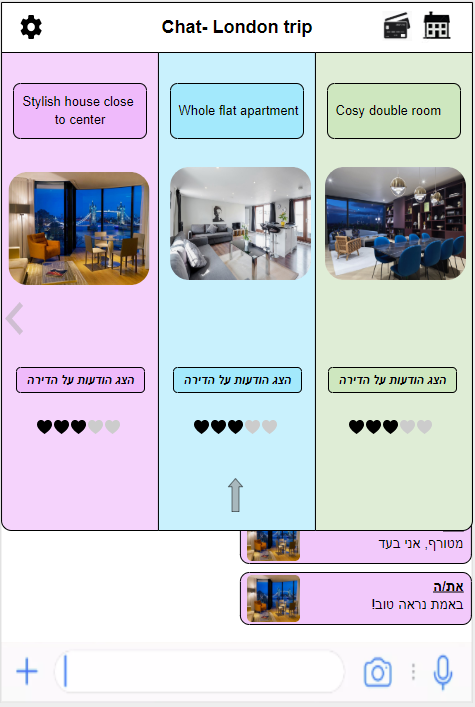 Chat- London trip
Stylish house close
to center
Whole flat apartment
Cosy double room
הצג הודעות על הדירה
הצג הודעות על הדירה
הצג הודעות על הדירה
מטורף, אני בעד
את/ה
באמת נראה טוב!